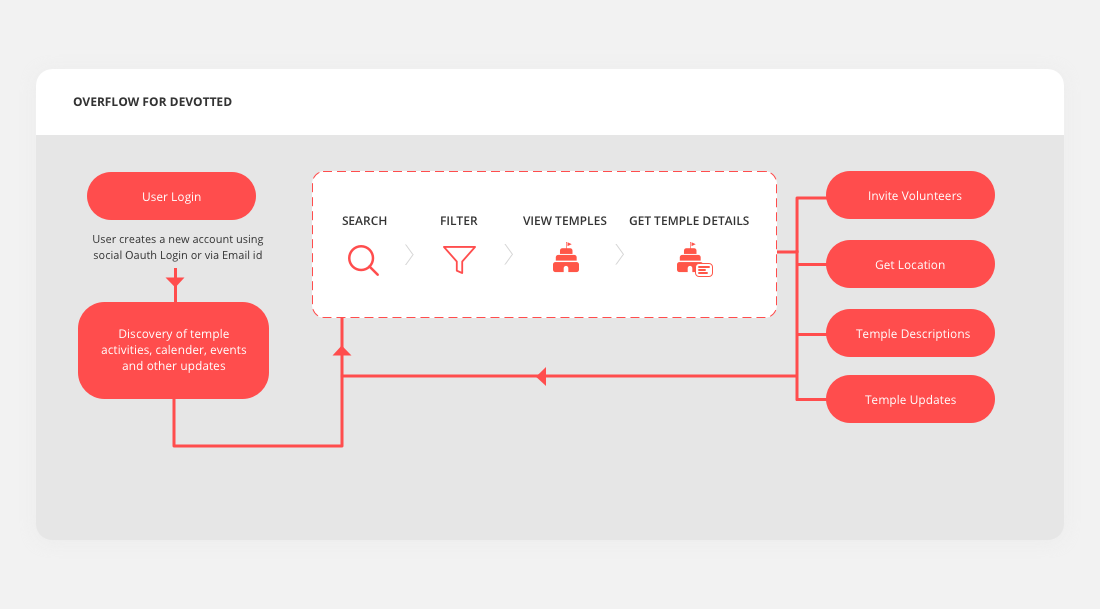 OVERFLOW FOR DEVOTTED
User Login
User creates a new account using
social Oauth Login or via Email id
Discovery of temple
activities, calender, events
and other updates
SEARCH
FILTER
VIEW TEMPLES
GET TEMPLE DETAILS
Invite Volunteers
Get Location
Temple Descriptions
Temple Updates